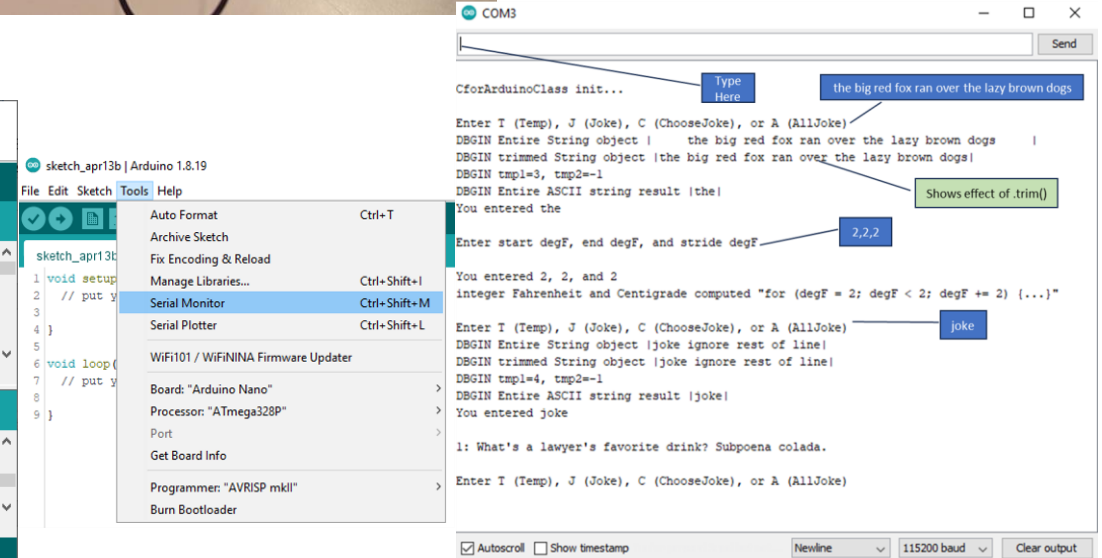 sketch_apr13b | Arduino 1.8.19
File Edit Sketch Tools Help
sketch_apr13b
1 void setup
2 // put y
3
4 }
5
6 void loop(
7 // put y
8
9 }
Auto Format Ctrl+T
Archive Sketch
Fix Encoding & Reload
Manage Libraries... Ctrl+Shift+I
Serial Monitor Ctrl+Shift+M
Serial Plotter Ctrl+Shift+L
WiFi101 / WiFiNINA Firmware Updater
Board: "Arduino Nano"
Processor: "ATmega328P"
Port
Get Board Info
Programmer: "AVRISP mkII"
Burn Bootloader
COM3
Send
Type
Here
the big red fox ran over the lazy brown dogs
CforArduinoClass init...
Enter T (Temp), J (Joke), C (ChooseJoke), or A (AllJoke)
DBGIN Entire String object |     the big red fox ran over the lazy brown dogs     |
DBGIN trimmed String object |the big red fox ran over the lazy brown dogs|
DBGIN tmp1=3, tmp2=-1
DBGIN Entire ASCII string result |the|
Shows effect of .trim()
You entered the
Enter start degF, end degF, and stride degF
2,2,2
You entered 2, 2, and 2
integer Fahrenheit and Centigrade computed "for (degF = 2; degF < 2; degF += 2) {...}"
Enter T (Temp), J (Joke), C (ChooseJoke), or A (AllJoke)
joke
DBGIN Entire String object |joke ignore rest of line|
DBGIN trimmed String object |joke ignore rest of line|
DBGIN tmp1=4, tmp2=-1
DBGIN Entire ASCII string result |joke|
You entered joke
1: What's a lawyer's favorite drink? Subpoena colada.
Enter T (Temp), J (Joke), C (ChooseJoke), or A (AllJoke)
Autoscroll Show timestamp Newline 115200 baud Clear output